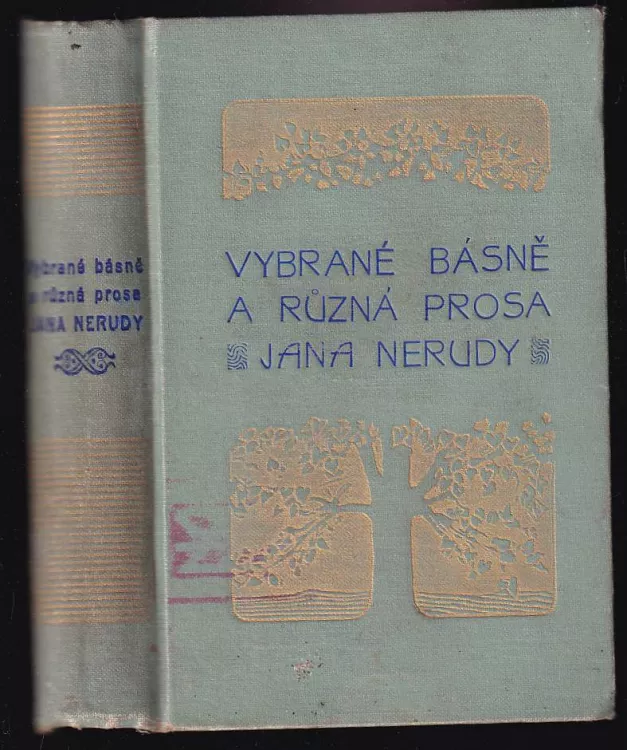 Vybrané básně
a různá prosa
JANA NERUDY
VYBRANÉ BÁSNĚ
A RŮZNÁ PROSA
JANA NERUDY